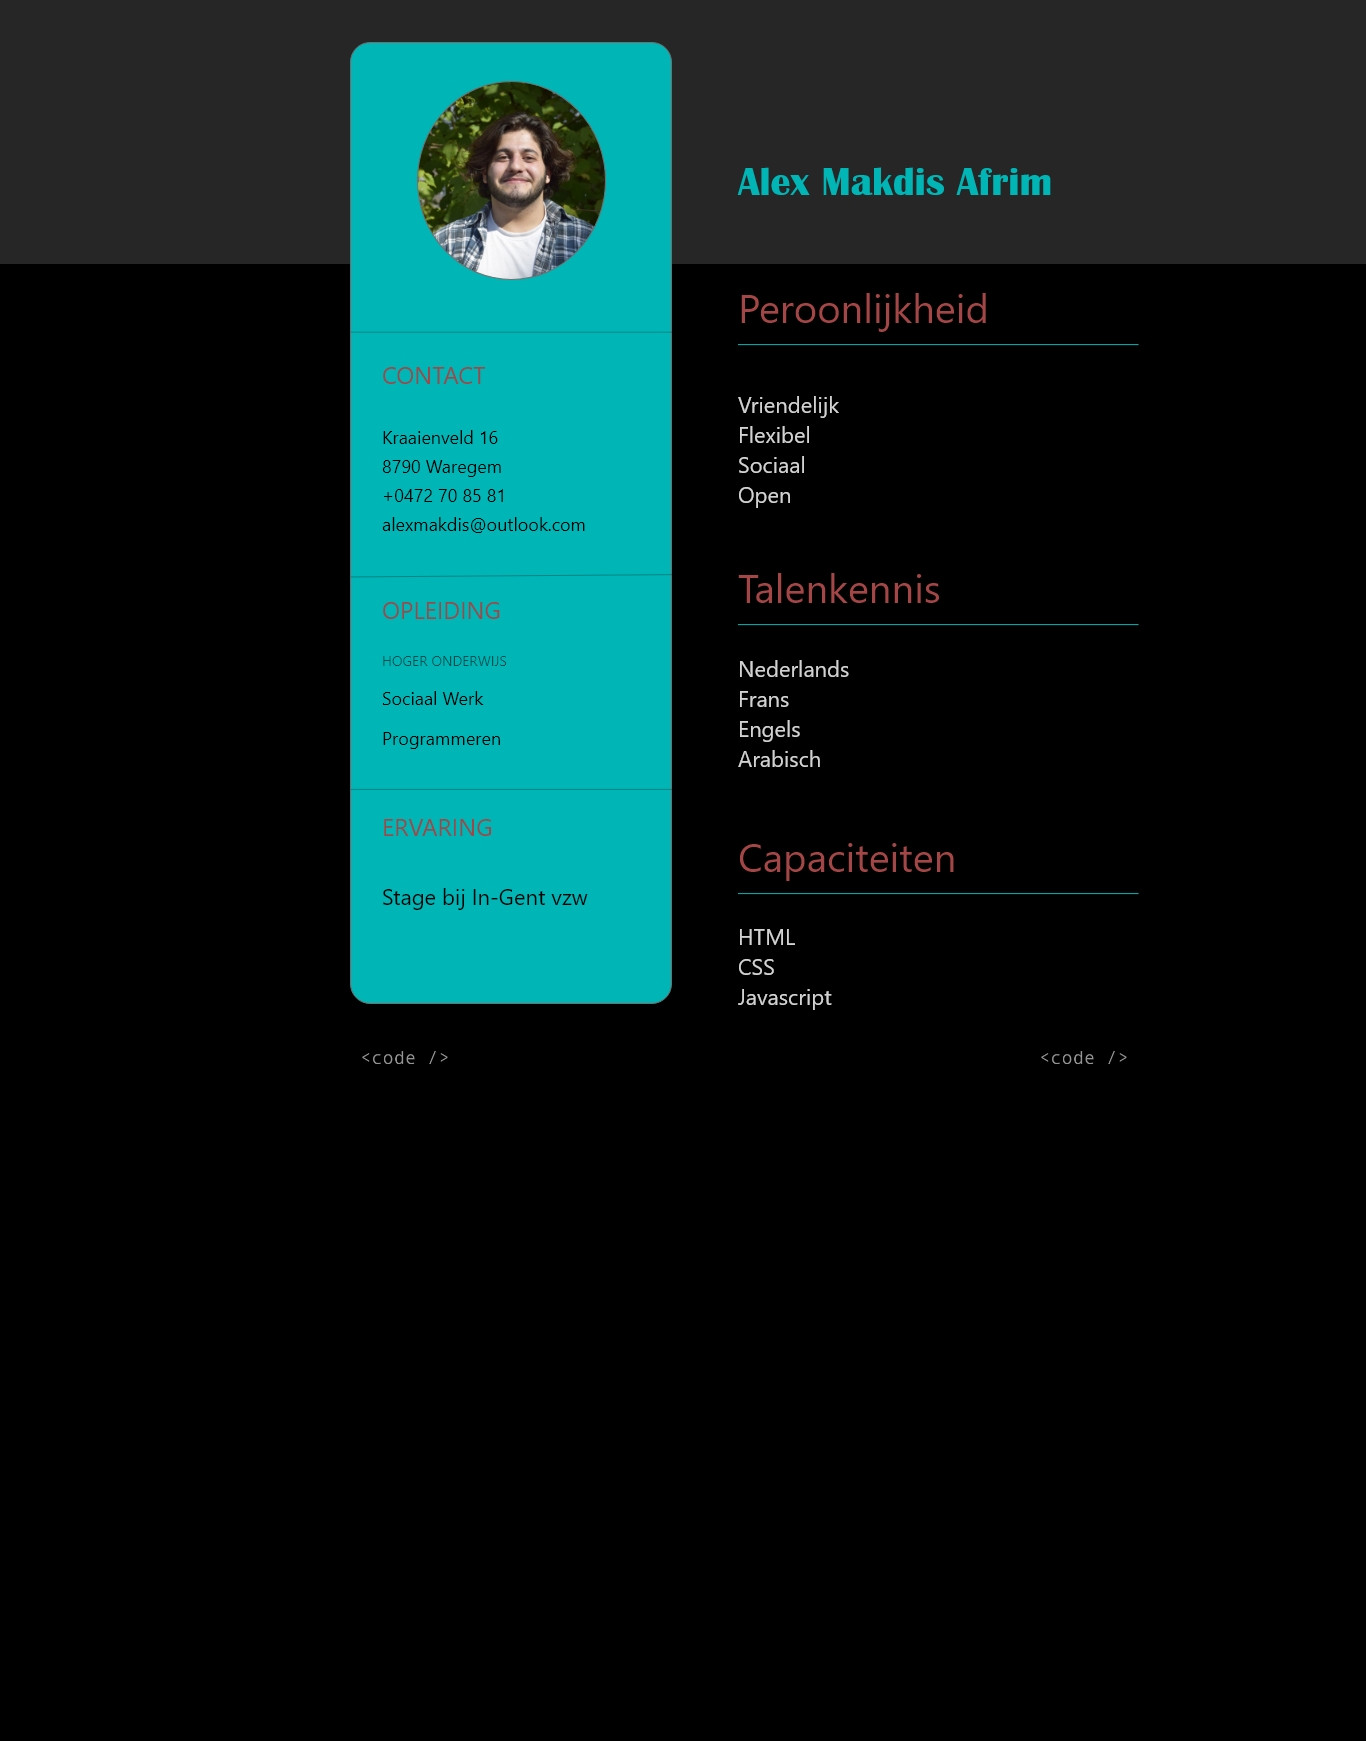 Alex Makdis Afrim
CONTACT
Kraaienveld 16
8790 Waregem
+0472 70 85 81
alexmakdis@outlook.com
OPLEIDING
HOGER ONDERWIJS
Sociaal Werk
Programmeren
ERVARING
Stage bij In-Gent vzw
Peroonlijkheid
Vriendelijk
Flexibel
Sociaal
Open
Talenkennis
Nederlands
Frans
Engels
Arabisch
Capaciteiten
HTML
CSS
Javascript
<code />
<code />